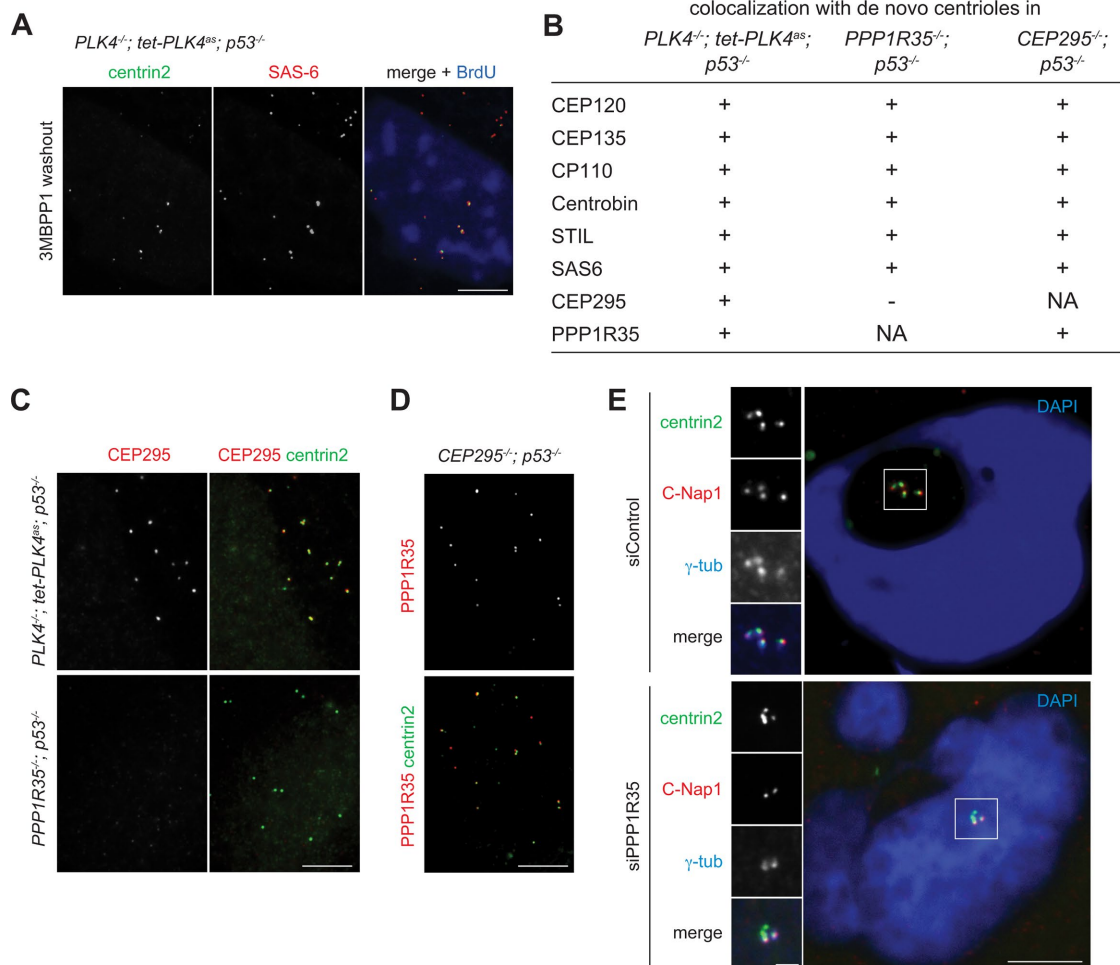 A
PLK4-/-; tet-PLK4as; p53-/-
centrin2 SAS-6 merge + BrdU
3MBPP1 washout
B
colocalization with de novo centrioles in
PLK4-/-; tet-PLK4as; PPP1R35-/-; CEP295-/-;
p53-/- p53-/- p53-/-
CEP120 + + +
CEP135 + + +
CP110 + + +
Centrobin + + +
STIL + + +
SAS6 + + +
CEP295 + - NA
PPP1R35 + NA +
C
CEP295 CEP295 centrin2
PLK4-/-; tet-PLK4as; p53-/-
PPP1R35-/-; p53-/-
D
CEP295-/-; p53-/-
PPP1R35
PPP1R35 centrin2
E
siControl
centrin2
C-Nap1
γ-tub
merge
DAPI
siPPP1R35
centrin2
C-Nap1
γ-tub
merge
DAPI